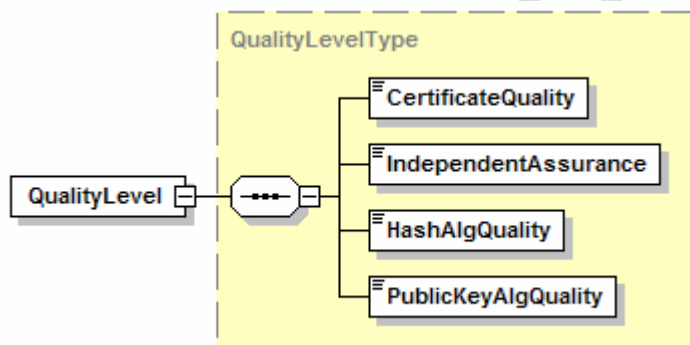 QualityLevelType
CertificateQuality
IndependentAssurance
QualityLevel
HashAlgQuality
PublicKeyAlgQuality